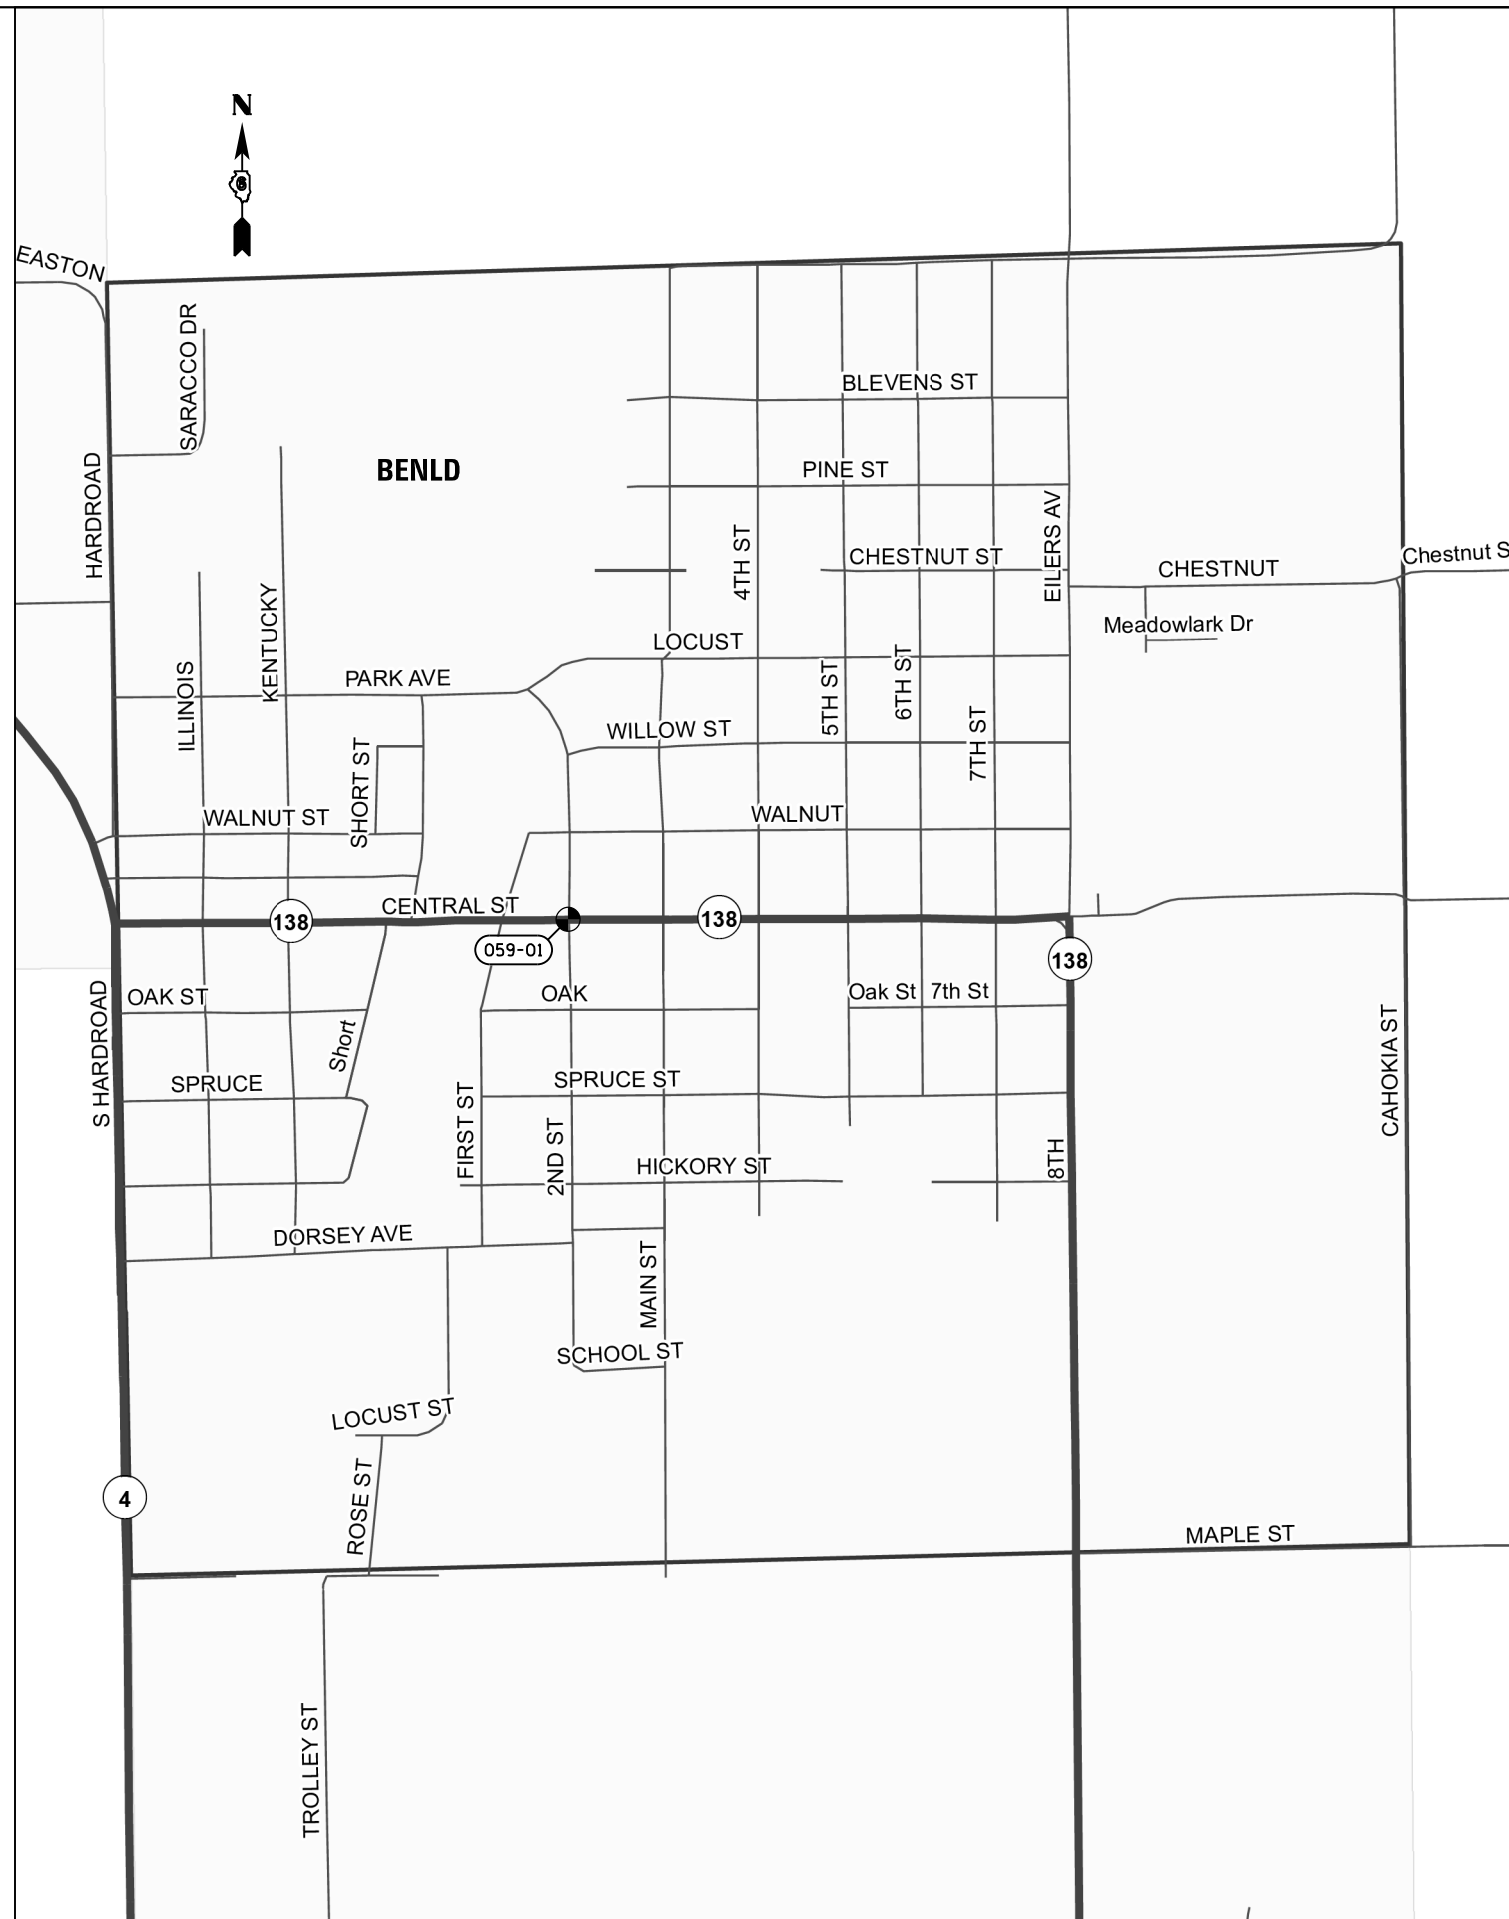 N
6
EASTON
SARACCO DR
BLEVENS ST
HARDROAD
BENLD
PINE ST
4TH ST
EILERS AV
CHESTNUT ST
CHESTNUT
Chestnut S
KENTUCKY
Meadowlark Dr
LOCUST
ILLINOIS
PARK AVE
5TH ST
6TH ST
7TH ST
WILLOW ST
SHORT ST
WALNUT ST
WALNUT
CENTRAL ST
138
138
059-01
138
S HARDROAD
OAK ST
OAK
Oak St
7th St
Short
CAHOKIA ST
SPRUCE
SPRUCE ST
FIRST ST
2ND ST
HICKORY ST
8TH
DORSEY AVE
MAIN ST
SCHOOL ST
LOCUST ST
4
ROSE ST
MAPLE ST
TROLLEY ST